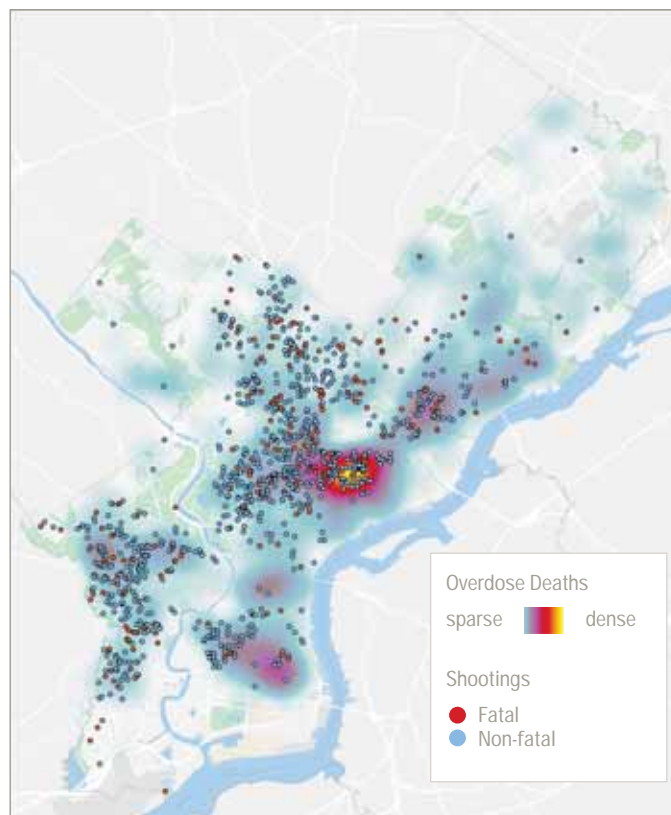 Overdose Deaths
sparse dense
Shootings
Fatal
Non-fatal